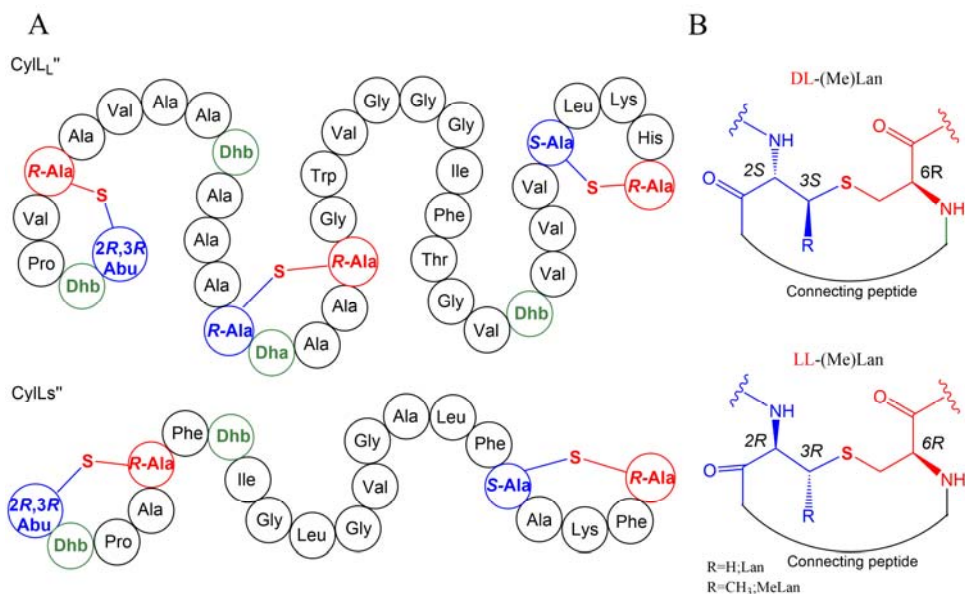 A
CylLL"
2R,3R
Abu
S
Dhb
Pro
Val
R-Ala
Ala
Val
Ala
Ala
Dhb
Ala
Ala
Ala
R-Ala
S
Dha
Ala
Ala
R-Ala
Gly
Trp
Val
Gly
Gly
Gly
Ile
Phe
Thr
Gly
Val
Dhb
Val
Val
Val
S-Ala
S
Leu
Lys
His
R-Ala
CylLs"
2R,3R
Abu
S
Dhb
Pro
Ala
R-Ala
Phe
Dhb
Ile
Gly
Leu
Gly
Val
Gly
Ala
Leu
Phe
S-Ala
S
Ala
Lys
Phe
R-Ala
B
DL-(Me)Lan
NH
O
2S
3S
S
6R
O
NH
R
Connecting peptide
LL-(Me)Lan
NH
O
2R
3R
S
6R
O
NH
R
Connecting peptide
R=H;Lan
R=CH3;MeLan